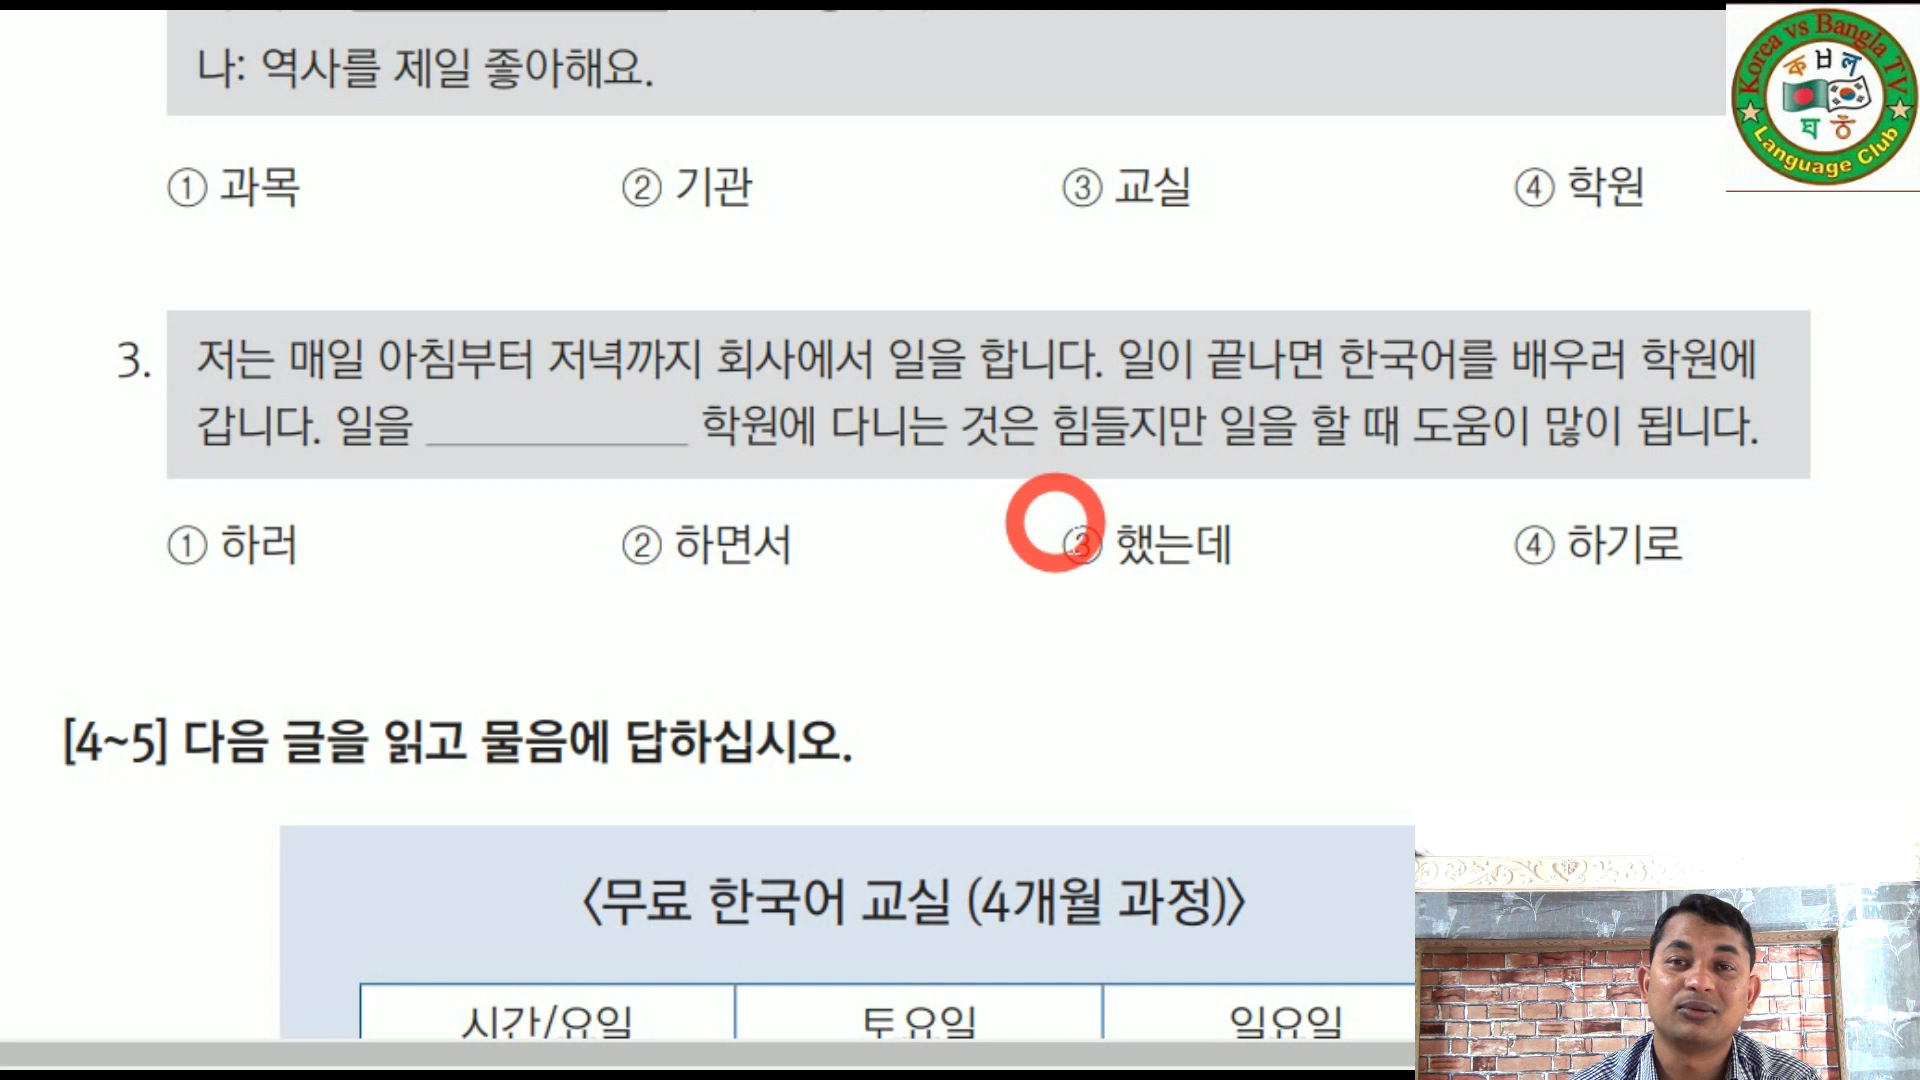 나: 역사를 제일 좋아해요.
① 과목 ② 기관 ③ 교실 ④ 학원
3. 저는 매일 아침부터 저녁까지 회사에서 일을 합니다. 일이 끝나면 한국어를 배우러 학원에
갑니다. 일을 ____________ 학원에 다니는 것은 힘들지만 일을 할 때 도움이 많이 됩니다.
① 하러 ② 하면서 ③ 했는데 ④ 하기로
[4~5] 다음 글을 읽고 물음에 답하십시오.
〈무료 한국어 교실 (4개월 과정)〉
시간/요일 토요일 일요일
Korea vs Bangla TV
ক ㅂ ল
ঘ ㅎ
Language Club